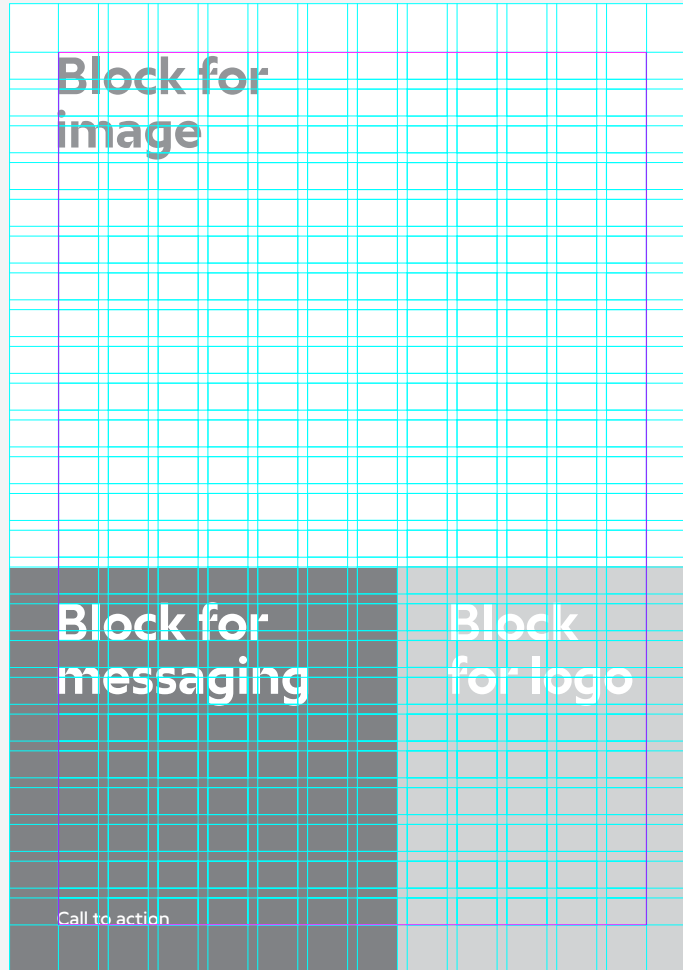 Block for
image
Block for
messaging
Block
for logo
Call to action